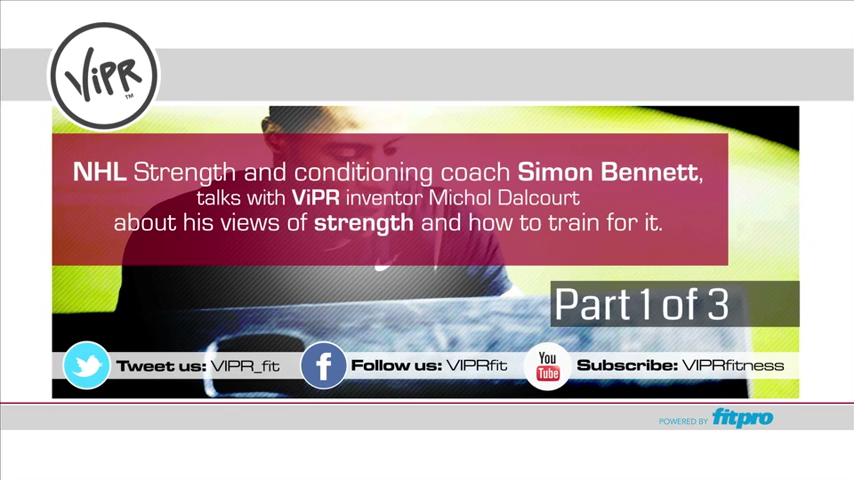 ViPR
TM
NHL Strength and conditioning coach Simon Bennett,
talks with ViPR inventor Michol Dalcourt
about his views of strength and how to train for it.
Part 1 of 3
Tweet us: VIPR_fit
Follow us: VIPRfit
You
Tube
Subscribe: VIPRfitness
POWERED BY fitpro